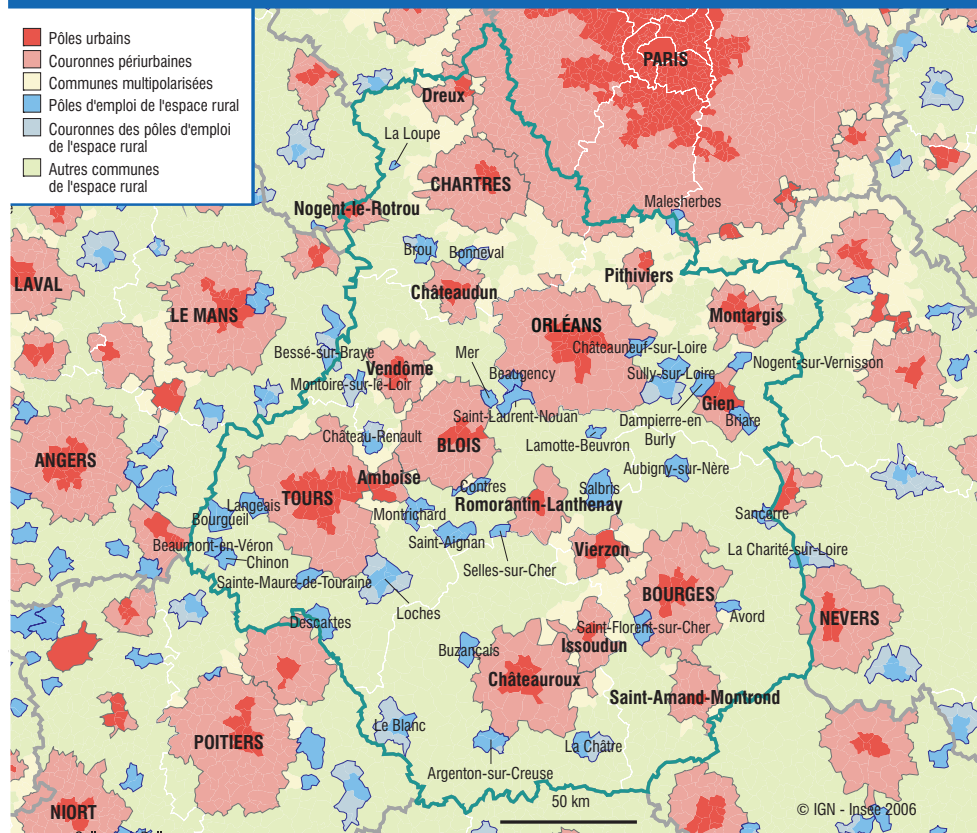 Pôles urbains
Couronnes périurbaines
Communes multipolarisées
Pôles d'emploi de l'espace rural
Couronnes des pôles d'emploi
de l'espace rural
Autres communes
de l'espace rural
PARIS
Dreux
La Loupe
CHARTRES
Malesherbes
Nogent-le-Rotrou
Brou
Bonneval
Pithiviers
LAVAL
Châteaudun
LE MANS
ORLÉANS
Montargis
Châteauneuf-sur-Loire
Bessé-sur-Braye
Mer
Vendôme
Nogent-sur-Vernisson
Beaugency
Sully-sur-Loire
Montoire-sur-le-Loir
Gien
Saint-Laurent-Nouan
Dampierre-en
Burly
Briare
Château-Renault
BLOIS
Lamotte-Beuvron
ANGERS
Aubigny-sur-Nère
Amboise
Contres
Salbris
TOURS
Langeais
Romorantin-Lanthenay
Montrichard
Sancerre
Bourgueil
Beaumont-en-Véron
Saint-Aignan
Vierzon
La Charité-sur-Loire
Chinon
Selles-sur-Cher
Sainte-Maure-de-Touraine
BOURGES
Loches
Avord
NEVERS
Descartes
Saint-Florent-sur-Cher
Issoudun
Buzançais
Châteauroux
Saint-Amand-Montrond
Le Blanc
POITIERS
La Châtre
Argenton-sur-Creuse
50 km
NIORT
© IGN - Insee 2006